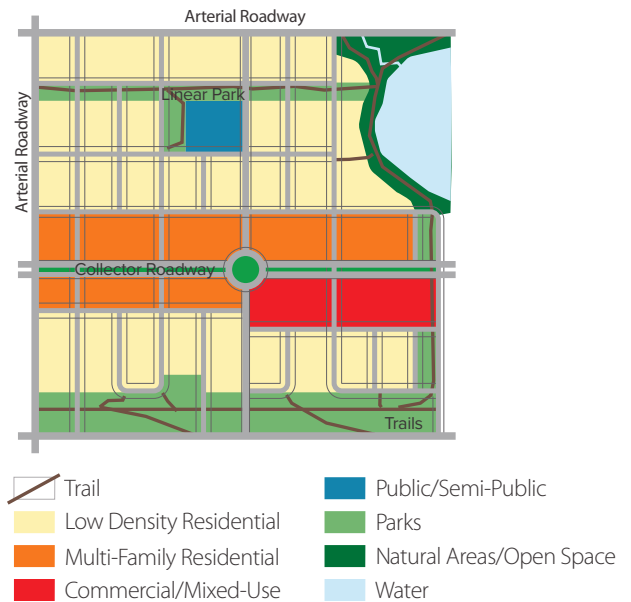 Arterial Roadway
Arterial Roadway
Linear Park
Collector Roadway
Trails
Trail
Low Density Residential
Multi-Family Residential
Commercial/Mixed-Use
Public/Semi-Public
Parks
Natural Areas/Open Space
Water